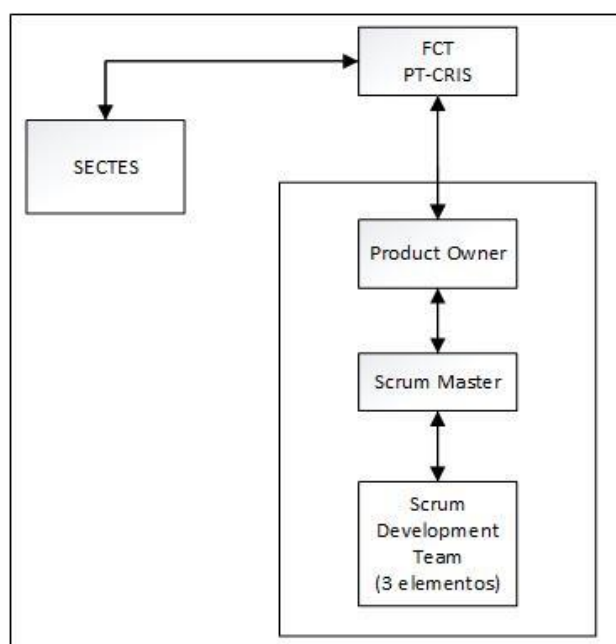 FCT
PT-CRIS
SECTES
Product Owner
Scrum Master
Scrum
Development
Team
(3 elementos)